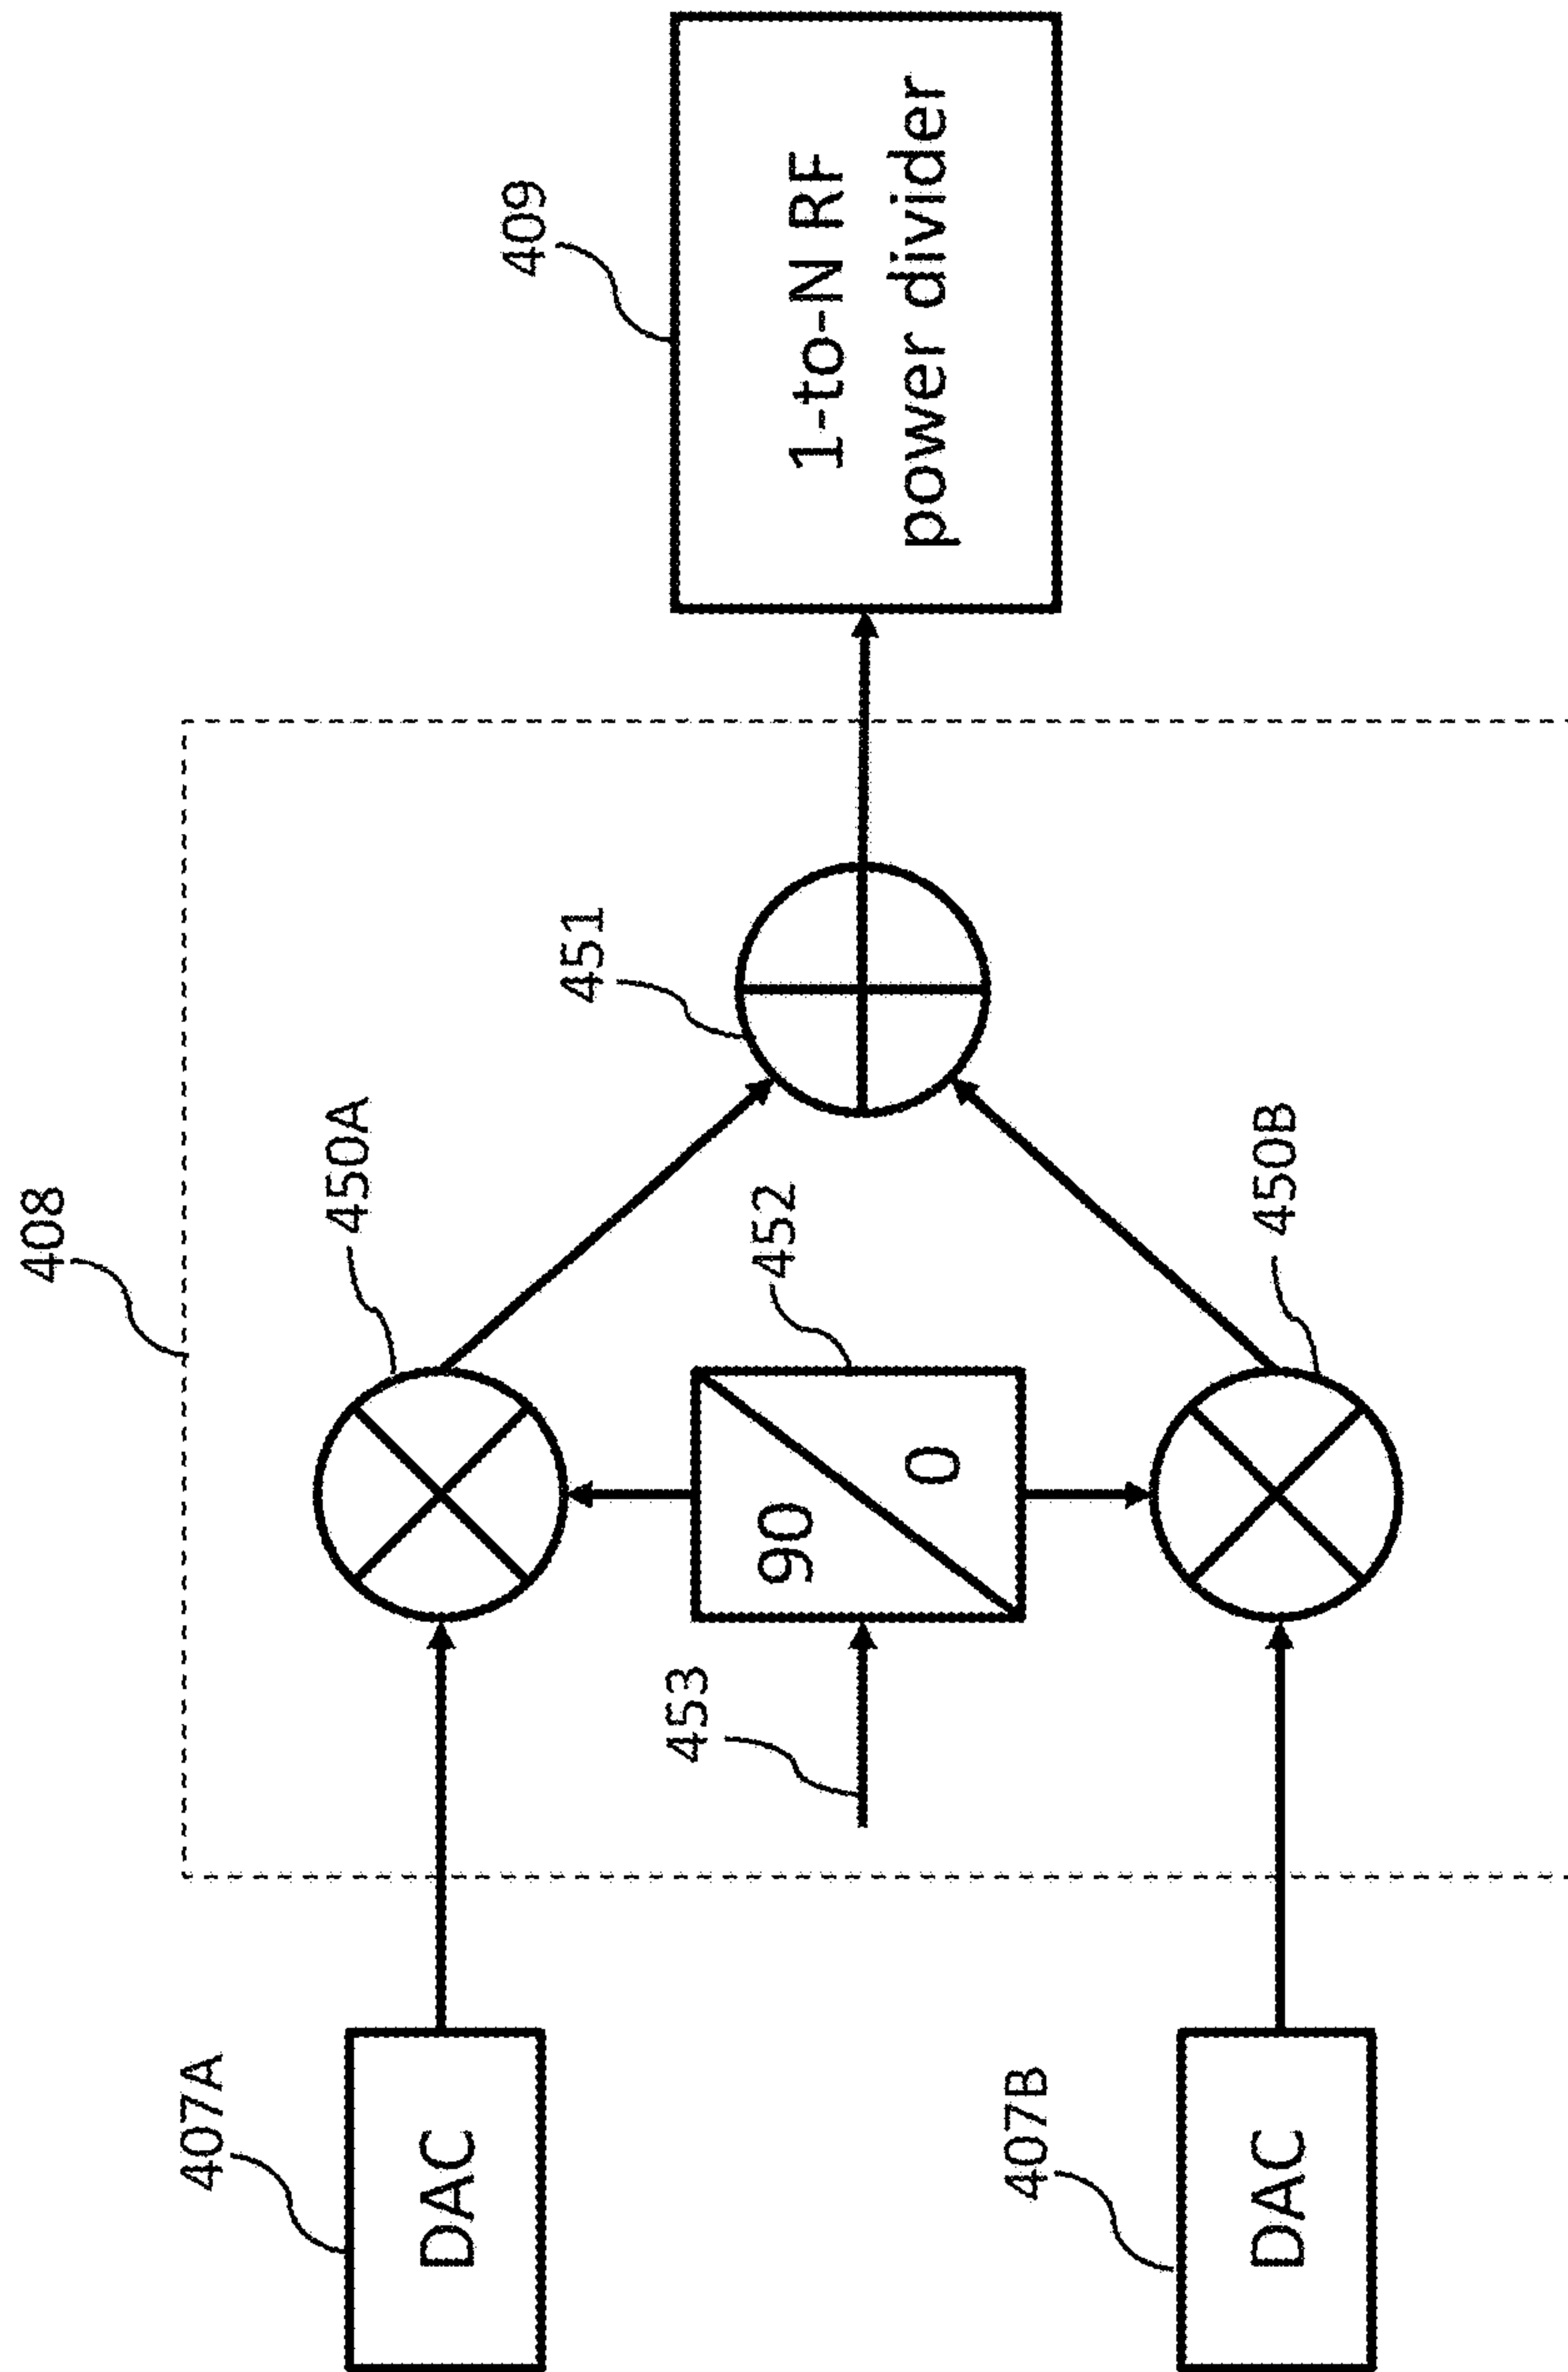 408
407A
DAC
450A
451
409
453
90
0
452
1-to-N RF
power divider
407B
DAC
450B